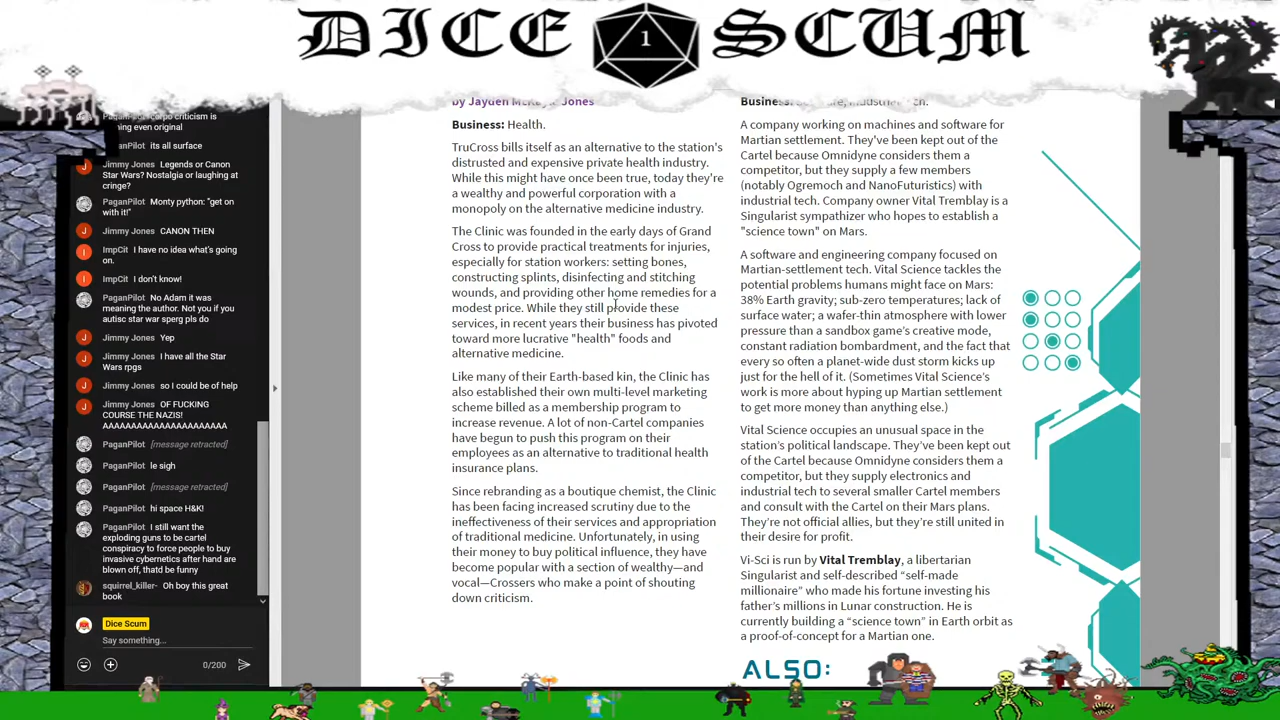 DICE SCUM
1
PaganPilot corpo criticism is
even original
its all surface
Jimmy Jones Legends or Canon
Star Wars? Nostalgia or laughing at
cringe?
PaganPilot Monty python: "get on
with it!"
Jimmy Jones CANON THEN
ImpCit I have no idea what's going
on.
ImpCit I don't know!
PaganPilot No Adam it was
meaning the author. Not you if you
autisc star war sperg pls do
Jimmy Jones Yep
Jimmy Jones I have all the Star
Wars rpgs
Jimmy Jones so I could be of help
Jimmy Jones OF FUCKING
COURSE THE NAZIS!
AAAAAAAAAAAAAAAAAAAAAA
PaganPilot [message retracted]
PaganPilot le sigh
PaganPilot [message retracted]
PaganPilot hi space H&K!
PaganPilot I still want the
exploding guns to be cartel
conspiracy to force people to buy
invasive cybernetics after hand are
blown off, thatd be funny
squirrel_killer- Oh boy this great
book
Dice Scum
Say something...
0/200
by Jayden Jones
Business: Health.
TruCross bills itself as an alternative to the station's
distrusted and expensive private health industry.
While this might have once been true, today they're
a wealthy and powerful corporation with a
monopoly on the alternative medicine industry.
The Clinic was founded in the early days of Grand
Cross to provide practical treatments for injuries,
especially for station workers: setting bones,
constructing splints, disinfecting and stitching
wounds, and providing other home remedies for a
modest price. While they still provide these
services, in recent years their business has pivoted
toward more lucrative "health" foods and
alternative medicine.
Like many of their Earth-based kin, the Clinic has
also established their own multi-level marketing
scheme billed as a membership program to
increase revenue. A lot of non-Cartel companies
have begun to push this program on their
employees as an alternative to traditional health
insurance plans.
Since rebranding as a boutique chemist, the Clinic
has been facing increased scrutiny due to the
ineffectiveness of their services and appropriation
of traditional medicine. Unfortunately, in using
their money to buy political influence, they have
become popular with a section of wealthy—and
vocal—Crossers who make a point of shouting
down criticism.
Business:
A company working on machines and software for
Martian settlement. They've been kept out of the
Cartel because Omnidyne considers them a
competitor, but they supply a few members
(notably Ogremoch and NanoFuturistics) with
industrial tech. Company owner Vital Tremblay is a
Singularist sympathizer who hopes to establish a
"science town" on Mars.
A software and engineering company focused on
Martian-settlement tech. Vital Science tackles the
potential problems humans might face on Mars:
38% Earth gravity; sub-zero temperatures; lack of
surface water; a wafer-thin atmosphere with lower
pressure than a sandbox game's creative mode,
constant radiation bombardment, and the fact that
every so often a planet-wide dust storm kicks up
just for the hell of it. (Sometimes Vital Science's
work is more about hyping up Martian settlement
to get more money than anything else.)
Vital Science occupies an unusual space in the
station's political landscape. They've been kept out
of the Cartel because Omnidyne considers them a
competitor, but they supply electronics and
industrial tech to several smaller Cartel members
and consult with the Cartel on their Mars plans.
They're not official allies, but they're still united in
their desire for profit.
Vi-Sci is run by Vital Tremblay, a libertarian
Singularist and self-described “self-made
millionaire” who made his fortune investing his
father's millions in Lunar construction. He is
currently building a “science town” in Earth orbit as
a proof-of-concept for a Martian one.
ALSO: